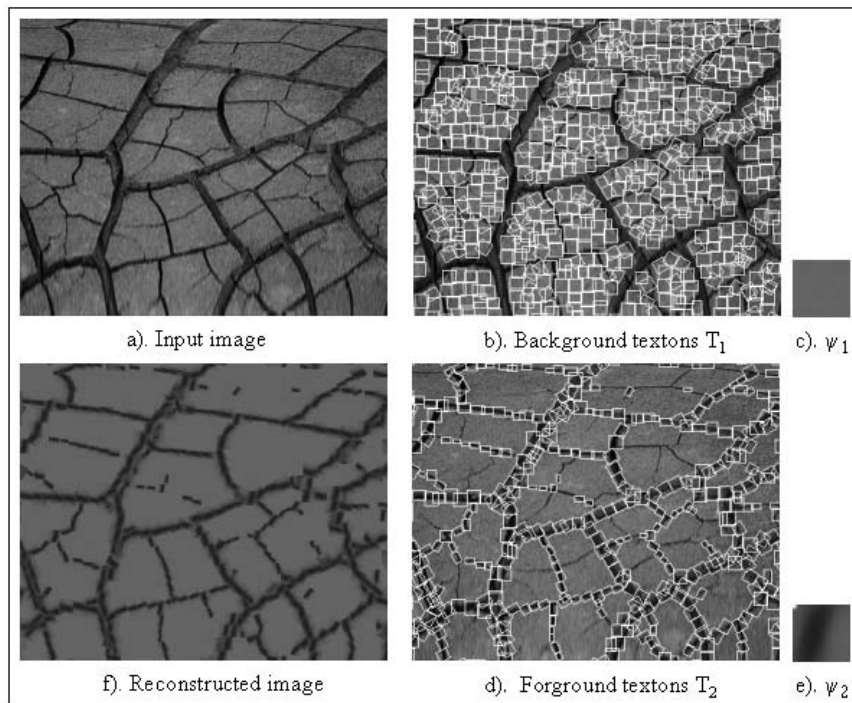 a). Input image
b). Background textons T1
c). ψ1
f). Reconstructed image
d). Forground textons T2
e). ψ2